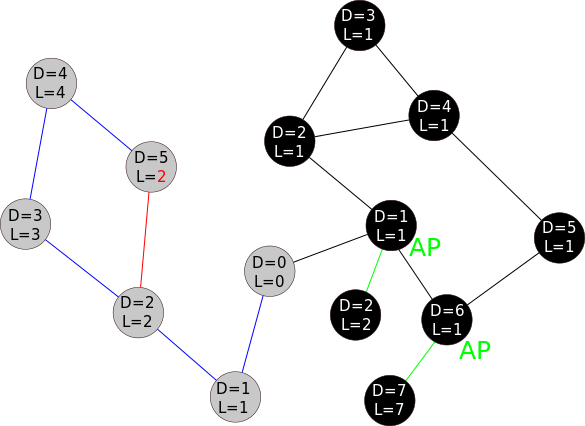 D=3
L=1
D=4
L=4
D=4
L=1
D=2
L=1
D=5
L=2
D=3
L=3
D=1
L=1
AP
D=5
L=1
D=0
L=0
D=2
L=2
D=2
L=2
D=6
L=1
AP
D=1
L=1
D=7
L=7